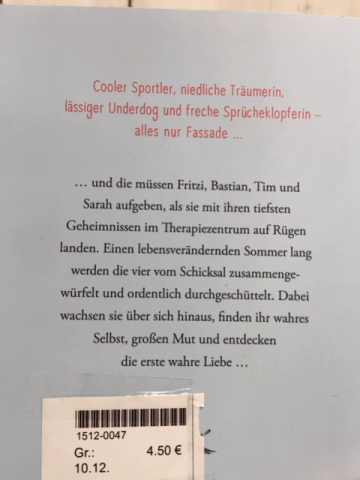 Cooler Sportler, niedliche Träumerin,
lässiger Underdog und freche Sprücheklopferin –
alles nur Fassade ...
... und die müssen Fritzi, Bastian, Tim und
Sarah aufgeben, als sie mit ihren tiefsten
Geheimnissen im Therapiezentrum auf Rügen
landen. Einen lebensverändernden Sommer lang
werden die vier vom Schicksal zusammenge-
würfelt und ordentlich durchgeschüttelt. Dabei
wachsen sie über sich hinaus, finden ihr wahres
Selbst, großen Mut und entdecken
die erste wahre Liebe ...
1512-0047
Gr.: 4.50 €
10.12.